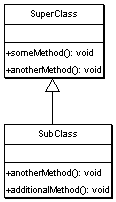 SuperClass
+someMethod(): void
+anotherMethod(): void
SubClass
+anotherMethod(): void
+additionalMethod(): void